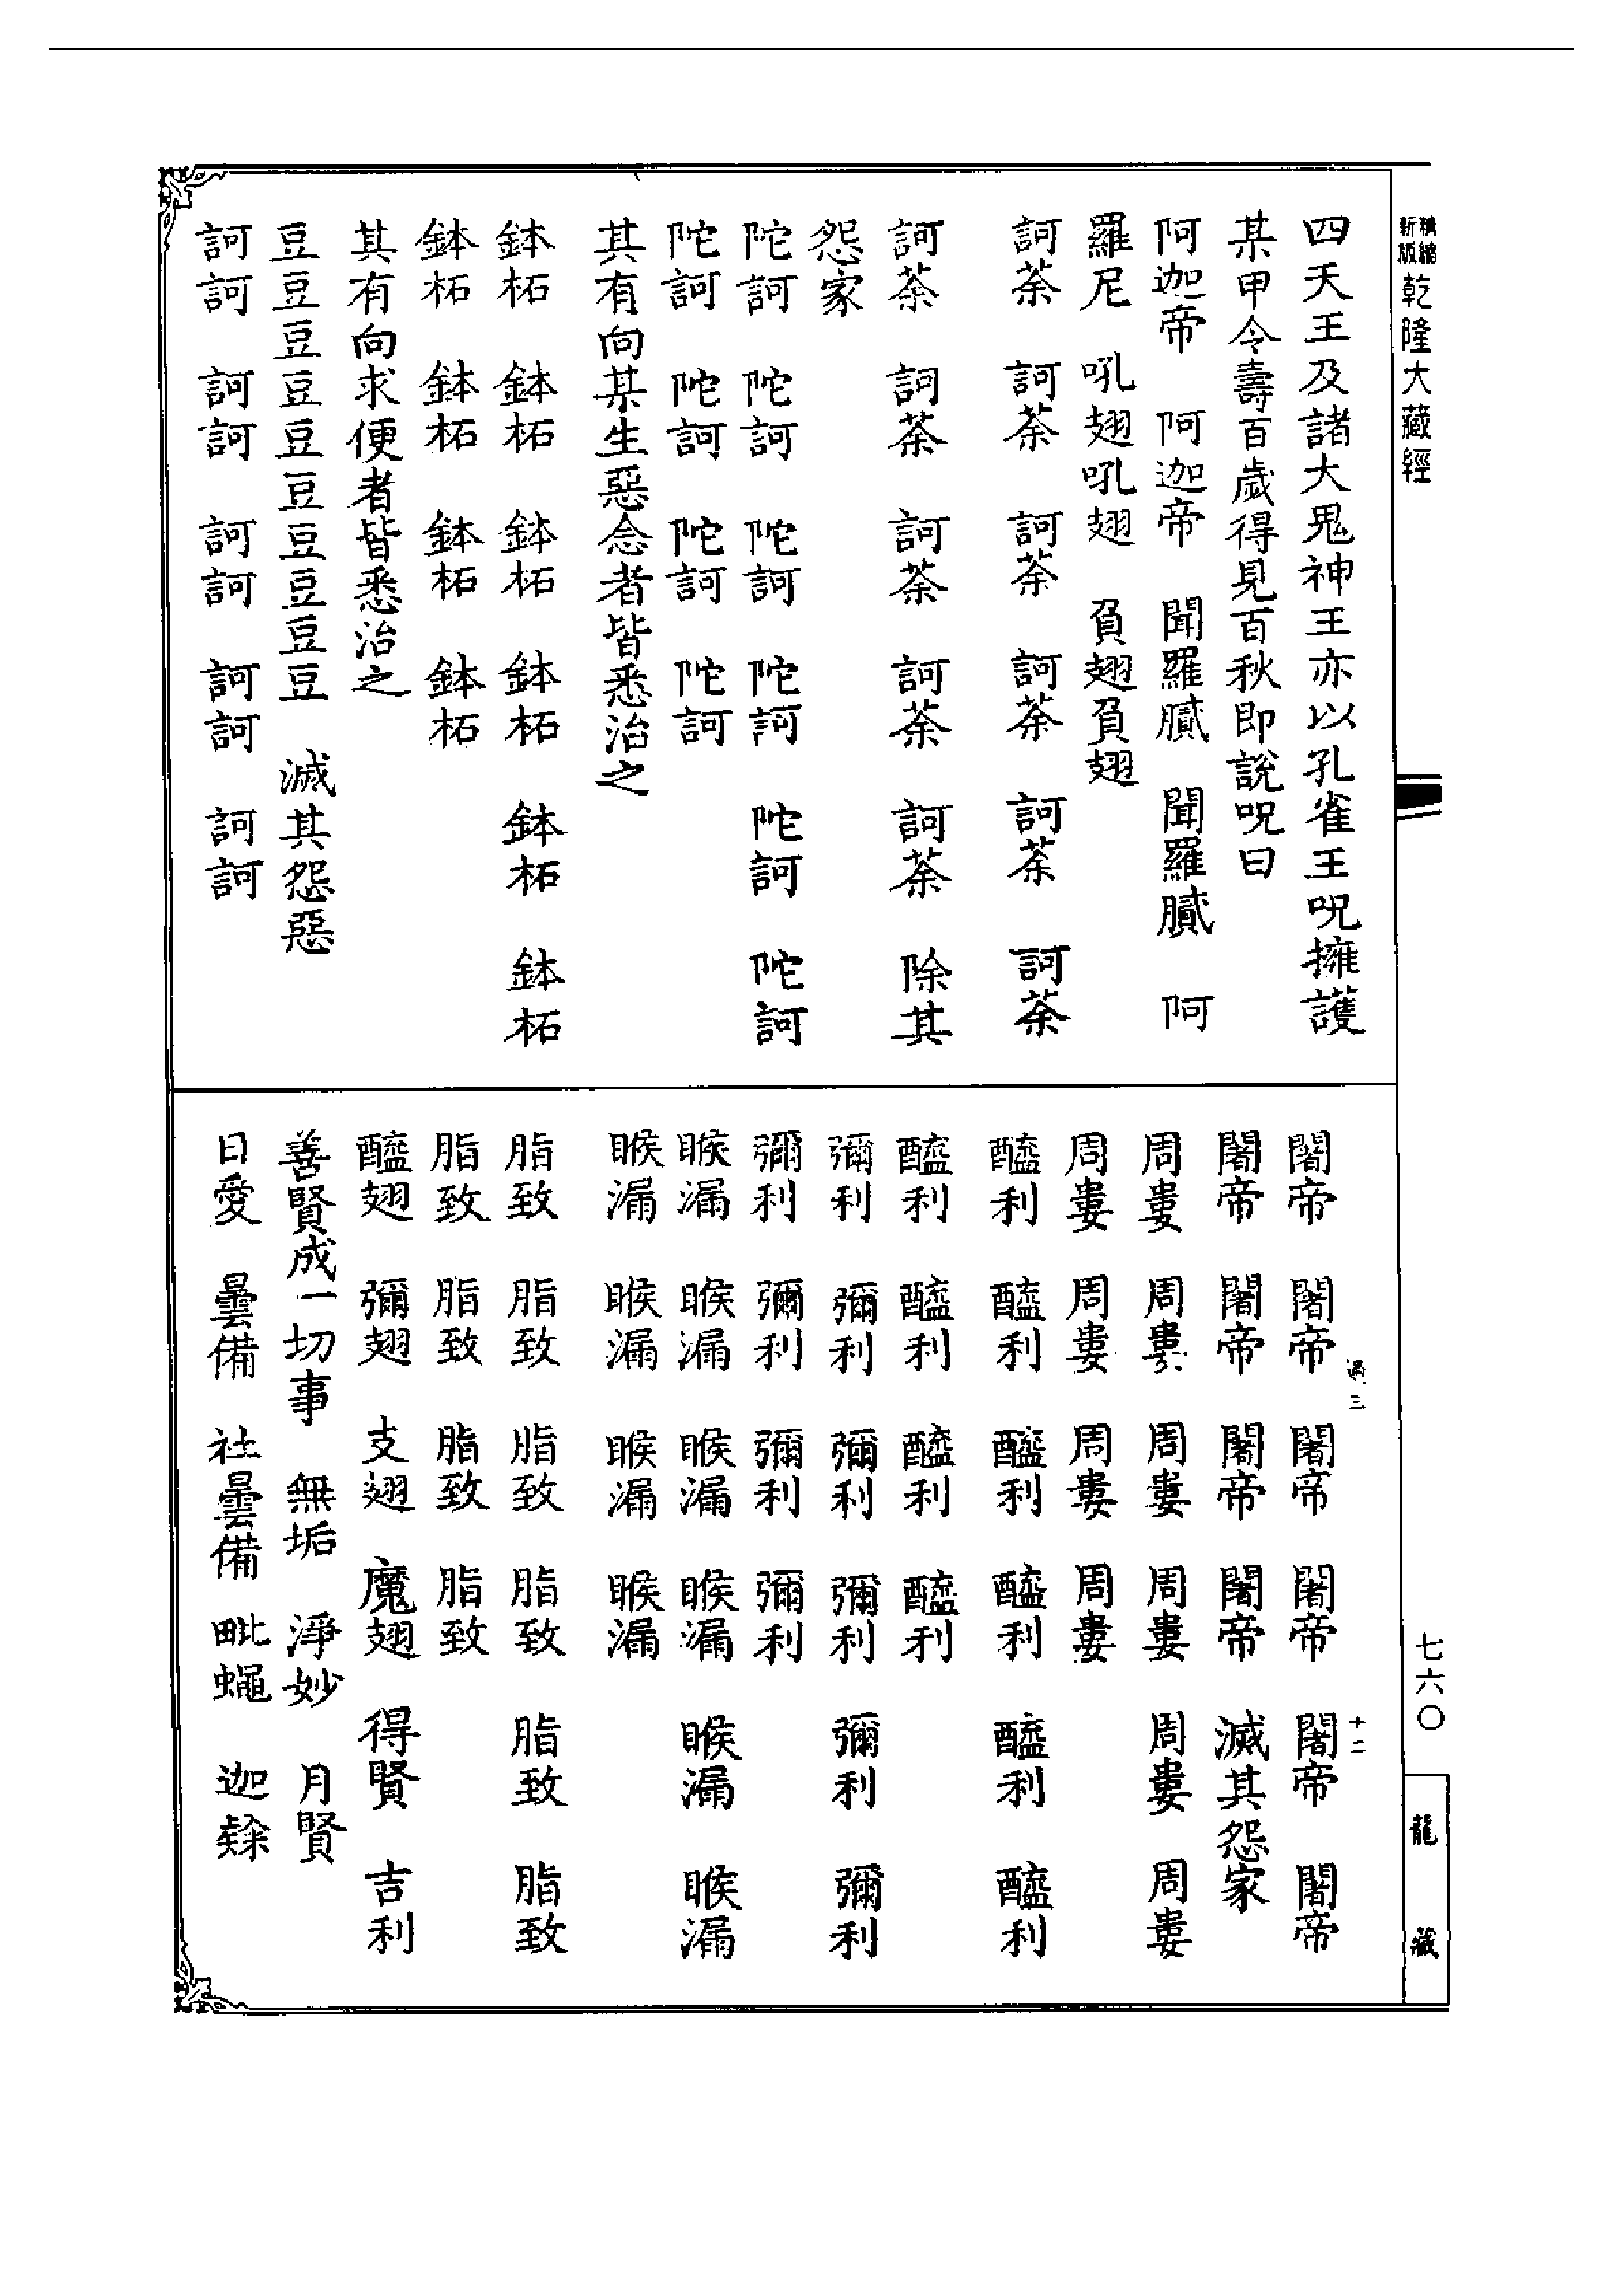 精縮新版 乾隆大藏經
四天王及諸大鬼神王亦以孔雀王呪擁護
某甲令壽百歲得見百秋即說呪曰
阿迦帝 阿迦帝 聞羅膩 聞羅膩 阿
羅尼 吼翅吼翅 負翅負翅
訶荼 訶荼 訶荼 訶荼 訶荼 訶荼
訶荼 訶荼 訶荼 訶荼 訶荼 除其
怨家
陀訶 陀訶 陀訶 陀訶 陀訶 陀訶
陀訶 陀訶 陀訶 陀訶
其有向某生惡念者皆悉治之
鉢柘 鉢柘 鉢柘 鉢柘 鉢柘 鉢柘
鉢柘 鉢柘 鉢柘 鉢柘
其有向求便者皆悉治之
豆豆豆豆豆豆豆豆豆豆 滅其怨惡
訶訶 訶訶 訶訶 訶訶 訶訶
闍帝 闍帝 闍帝 闍帝 闍帝 闍帝
闍帝 闍帝 闍帝 闍帝 滅其怨家
周婁 周婁 周婁 周婁 周婁 周婁
周婁 周婁 周婁 周婁
醯利 醯利 醯利 醯利 醯利 醯利
醯利 醯利 醯利 醯利
彌利 彌利 彌利 彌利 彌利 彌利
彌利 彌利 彌利 彌利
睺漏 睺漏 睺漏 睺漏 睺漏 睺漏
睺漏 睺漏 睺漏 睺漏
脂致 脂致 脂致 脂致 脂致 脂致
脂致 脂致 脂致 脂致
醯翅 彌翅 支翅 魔翅 得賢 吉利
善賢成一切事 無垢 淨妙 月賢
日愛 曇備 社曇備 毗蠅 迦𨽻
三
十二
七六〇
龍藏